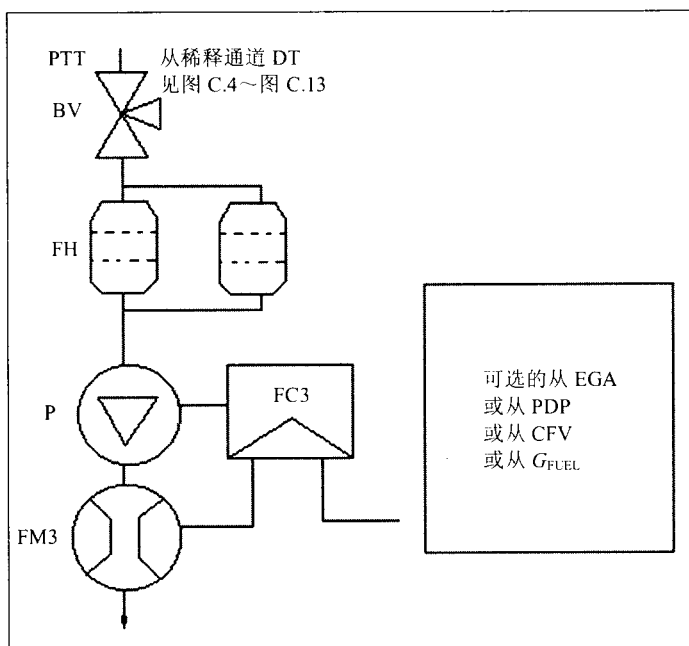 PTT
从稀释通道 DT
见图 C.4～图 C.13
BV
FH
P
FC3
FM3
可选的从 EGA
或从 PDP
或从 CFV
或从 G_FUEL